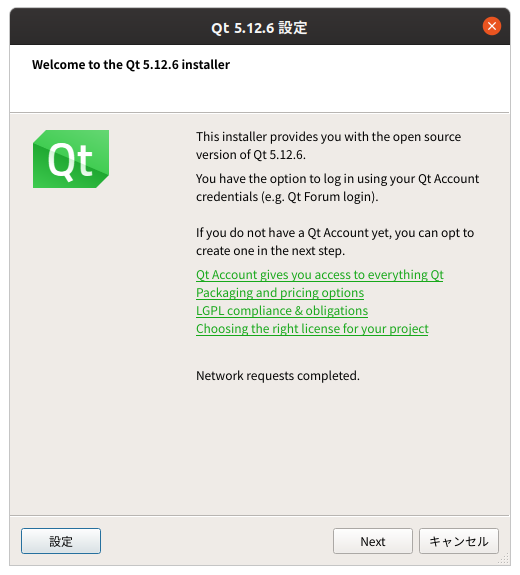 Qt 5.12.6 設定
Welcome to the Qt 5.12.6 installer
Qt
This installer provides you with the open source
version of Qt 5.12.6.
You have the option to log in using your Qt Account
credentials (e.g. Qt Forum login).
If you do not have a Qt Account yet, you can opt to
create one in the next step.
Qt Account gives you access to everything Qt
Packaging and pricing options
LGPL compliance & obligations
Choosing the right license for your project
Network requests completed.
設定
Next
キャンセル